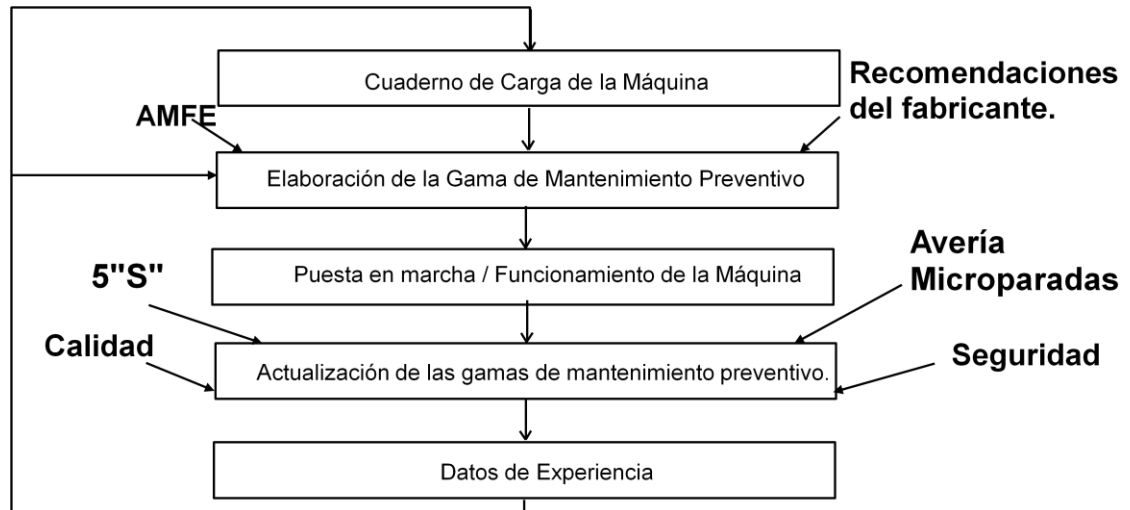 Cuaderno de Carga de la Máquina
Recomendaciones
del fabricante.
AMFE
Elaboración de la Gama de Mantenimiento Preventivo
Puesta en marcha / Funcionamiento de la Máquina
Avería
Microparadas
5"S"
Calidad
Actualización de las gamas de mantenimiento preventivo.
Seguridad
Datos de Experiencia